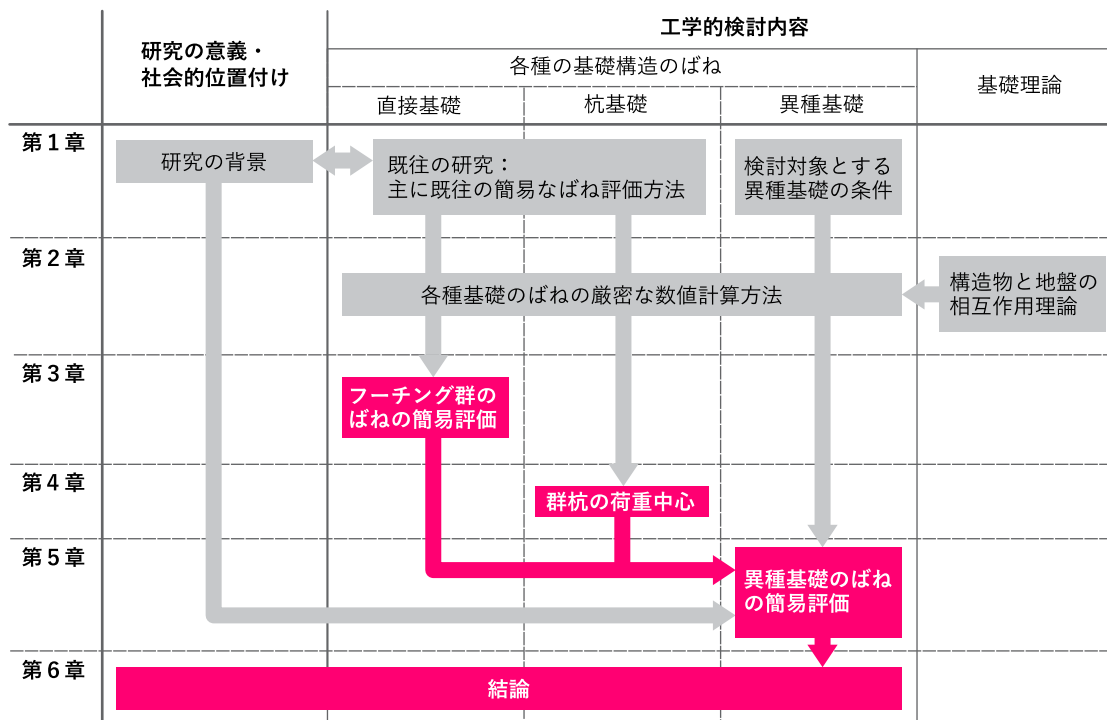 研究の意義・
社会的位置付け
工学的検討内容
各種の基礎構造のばね
基礎理論
直接基礎
杭基礎
異種基礎
第1章
研究の背景
既往の研究：
主に既往の簡易なばね評価方法
検討対象とする
異種基礎の条件
第2章
各種基礎のばねの厳密な数値計算方法
構造物と地盤の
相互作用理論
第3章
フーチング群の
ばねの簡易評価
第4章
群杭の荷重中心
第5章
異種基礎のばね
の簡易評価
第6章
結論